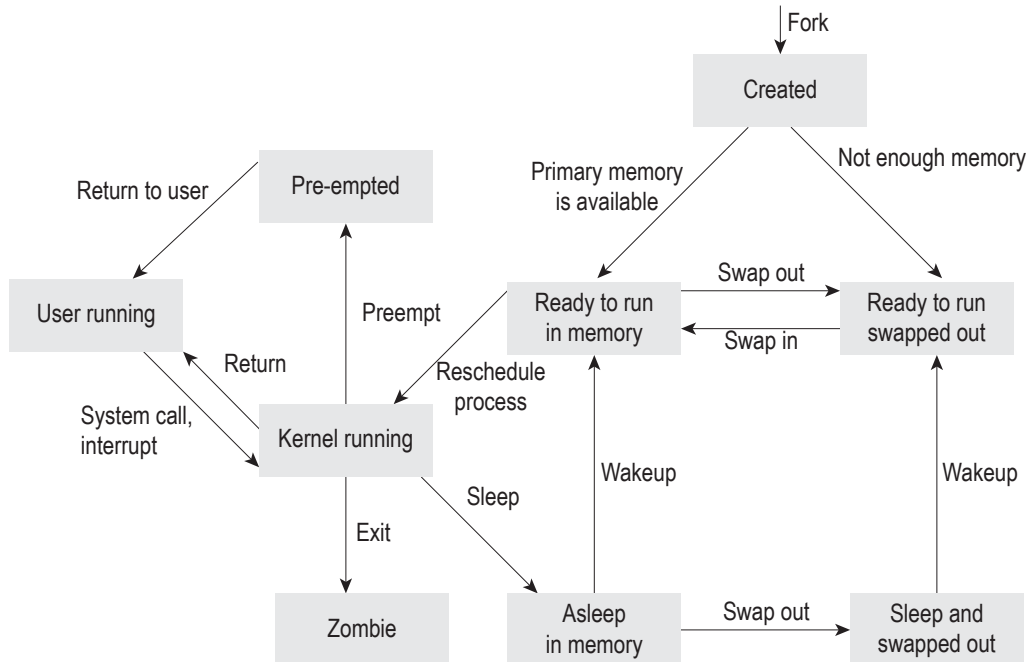 Fork
Created
Primary memory
is available
Not enough memory
Return to user
Pre-empted
User running
Preempt
Ready to run
in memory
Swap out
Swap in
Ready to run
swapped out
Return
System call,
interrupt
Reschedule
process
Kernel running
Sleep
Wakeup
Wakeup
Exit
Zombie
Asleep
in memory
Swap out
Sleep and
swapped out